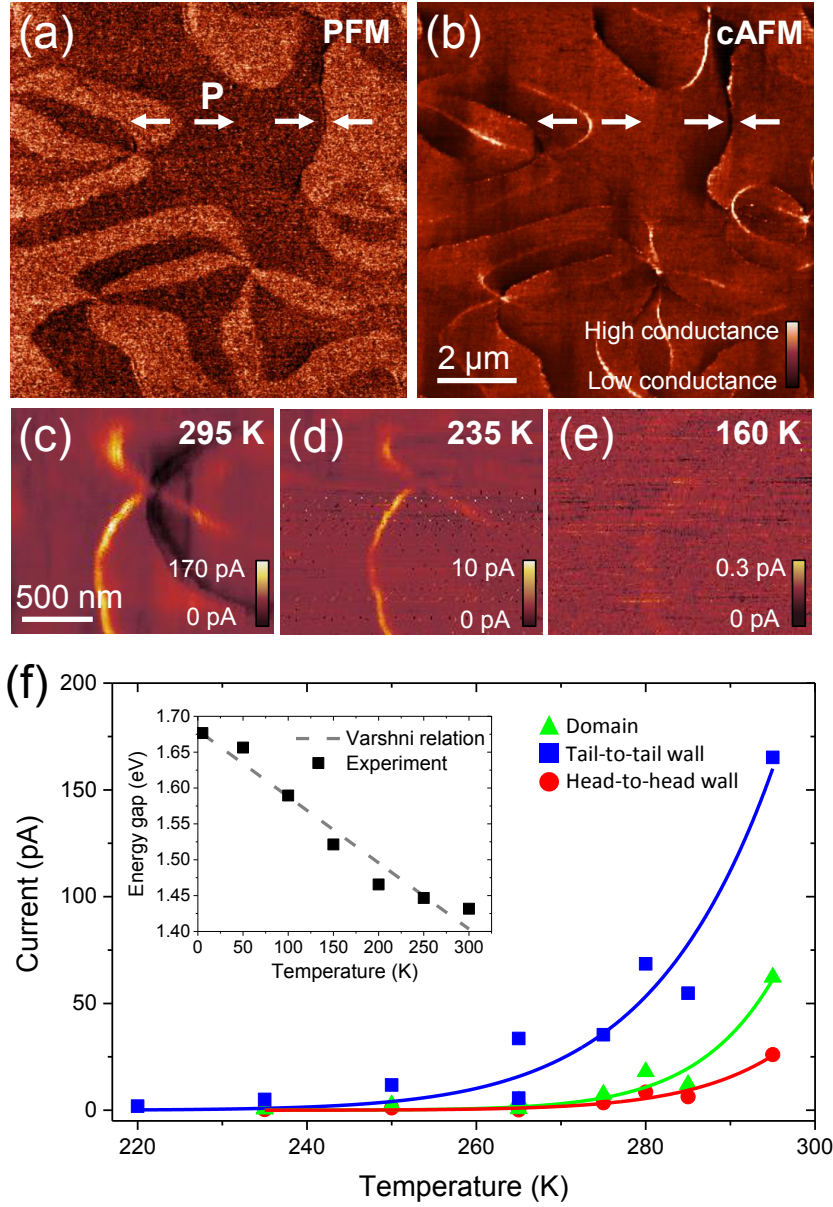 (a) PFM
P
(b) cAFM
High conductance
2 μm
Low conductance
(c) 295 K
170 pA
500 nm
0 pA
(d) 235 K
10 pA
0 pA
(e) 160 K
0.3 pA
0 pA
(f)
200
150
100
50
0
Current (pA)
220 240 260 280 300
Temperature (K)
Domain
Tail-to-tail wall
Head-to-head wall
1.70
1.65
1.60
1.55
1.50
1.45
1.40
Energy gap (eV)
Varshni relation
Experiment
0 50 100 150 200 250 300
Temperature (K)